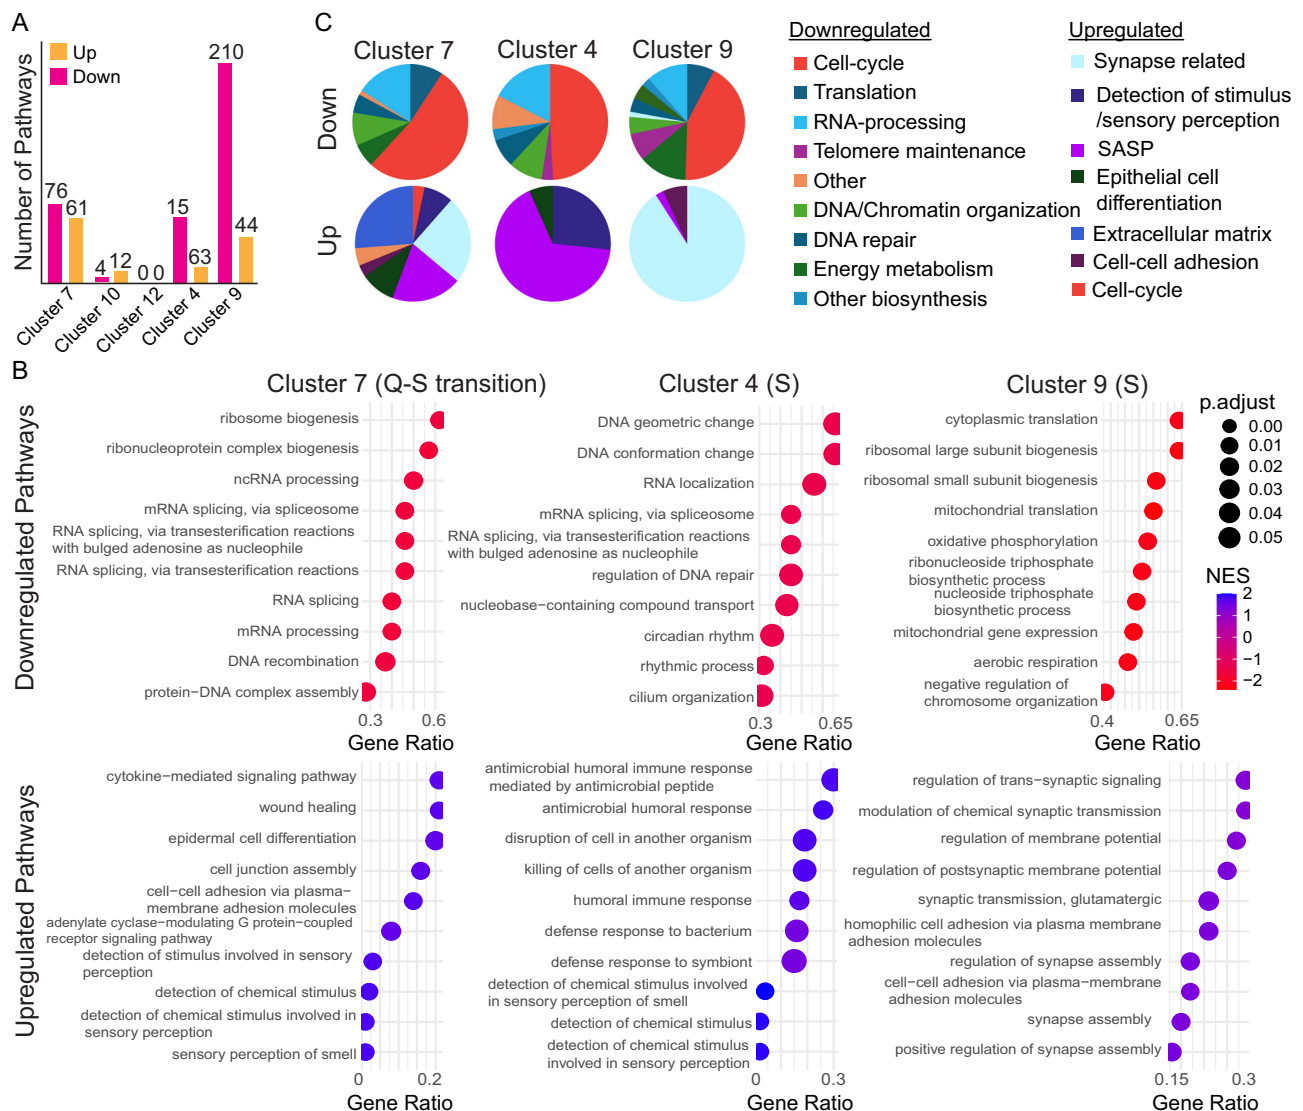 A
Number of Pathways
Up
Down
76
61
4
12
0
0
15
63
210
44
Cluster 7
Cluster 10
Cluster 12
Cluster 4
Cluster 9
C
Cluster 7
Cluster 4
Cluster 9
Down
Up
Downregulated
Cell-cycle
Translation
RNA-processing
Telomere maintenance
Other
DNA/Chromatin organization
DNA repair
Energy metabolism
Other biosynthesis
Upregulated
Synapse related
Detection of stimulus
/sensory perception
SASP
Epithelial cell
differentiation
Extracellular matrix
Cell-cell adhesion
Cell-cycle
B
Downregulated Pathways
Cluster 7 (Q-S transition)
ribosome biogenesis
ribonucleoprotein complex biogenesis
ncRNA processing
mRNA splicing, via spliceosome
RNA splicing, via transesterification reactions
with bulged adenosine as nucleophile
RNA splicing, via transesterification reactions
RNA splicing
mRNA processing
DNA recombination
protein−DNA complex assembly
0.3
0.6
Gene Ratio
Cluster 4 (S)
DNA geometric change
DNA conformation change
RNA localization
mRNA splicing, via spliceosome
RNA splicing, via transesterification reactions
with bulged adenosine as nucleophile
regulation of DNA repair
nucleobase−containing compound transport
circadian rhythm
rhythmic process
cilium organization
0.3
0.65
Gene Ratio
Cluster 9 (S)
cytoplasmic translation
ribosomal large subunit biogenesis
ribosomal small subunit biogenesis
mitochondrial translation
oxidative phosphorylation
ribonucleoside triphosphate
biosynthetic process
nucleoside triphosphate
biosynthetic process
mitochondrial gene expression
aerobic respiration
negative regulation of
chromosome organization
0.4
0.65
Gene Ratio
p.adjust
0.00
0.01
0.02
0.03
0.04
0.05
NES
2
1
0
−1
−2
Upregulated Pathways
cytokine−mediated signaling pathway
wound healing
epidermal cell differentiation
cell junction assembly
cell−cell adhesion via plasma−
membrane adhesion molecules
adenylate cyclase−modulating G protein−coupled
receptor signaling pathway
detection of stimulus involved in sensory
perception
detection of chemical stimulus
detection of chemical stimulus involved in
sensory perception
sensory perception of smell
0
0.2
Gene Ratio
antimicrobial humoral immune response
mediated by antimicrobial peptide
antimicrobial humoral response
disruption of cell in another organism
killing of cells of another organism
humoral immune response
defense response to bacterium
defense response to symbiont
detection of chemical stimulus involved
in sensory perception of smell
detection of chemical stimulus
detection of chemical stimulus
involved in sensory perception
0
0.3
Gene Ratio
regulation of trans−synaptic signaling
modulation of chemical synaptic transmission
regulation of membrane potential
regulation of postsynaptic membrane potential
synaptic transmission, glutamatergic
homophilic cell adhesion via plasma membrane
adhesion molecules
regulation of synapse assembly
cell−cell adhesion via plasma−membrane
adhesion molecules
synapse assembly
positive regulation of synapse assembly
0.15
0.3
Gene Ratio